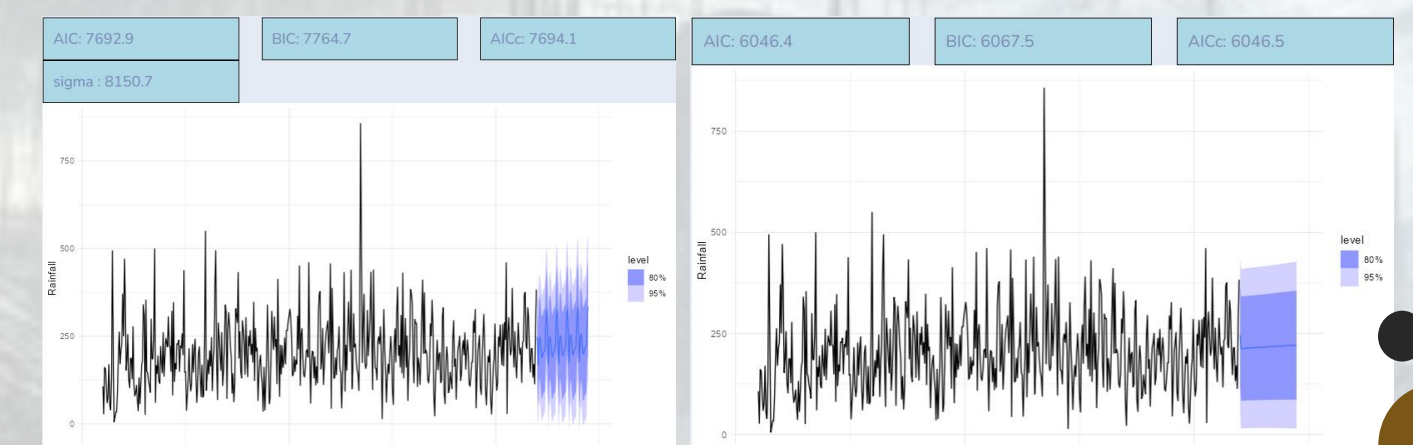 AIC: 7692.9
BIC: 7764.7
AICc: 7694.1
sigma : 8150.7
750
500
250
0
Rainfall
level
80%
95%
AIC: 6046.4
BIC: 6067.5
AICc: 6046.5
750
500
250
0
Rainfall
level
80%
95%